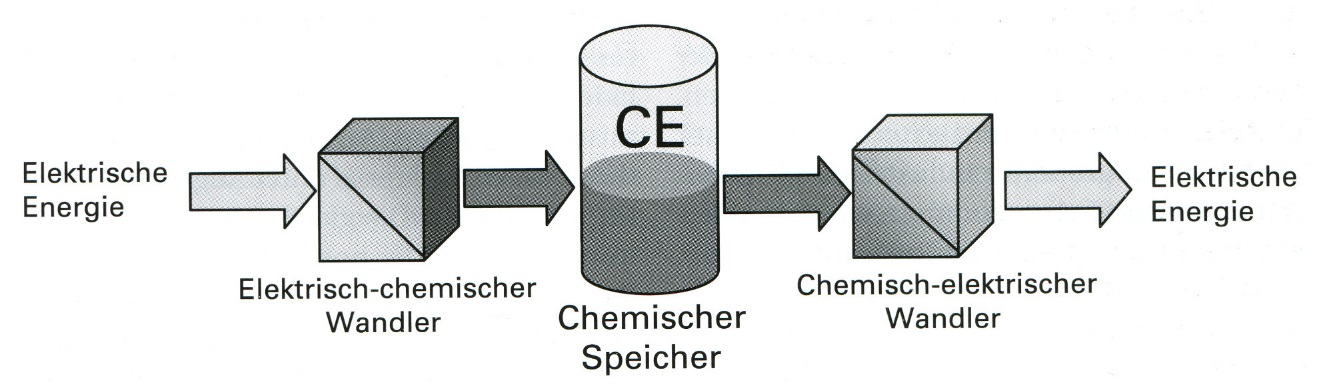 Elektrische
Energie
Elektrisch-chemischer
Wandler
CE
Chemischer
Speicher
Chemisch-elektrischer
Wandler
Elektrische
Energie